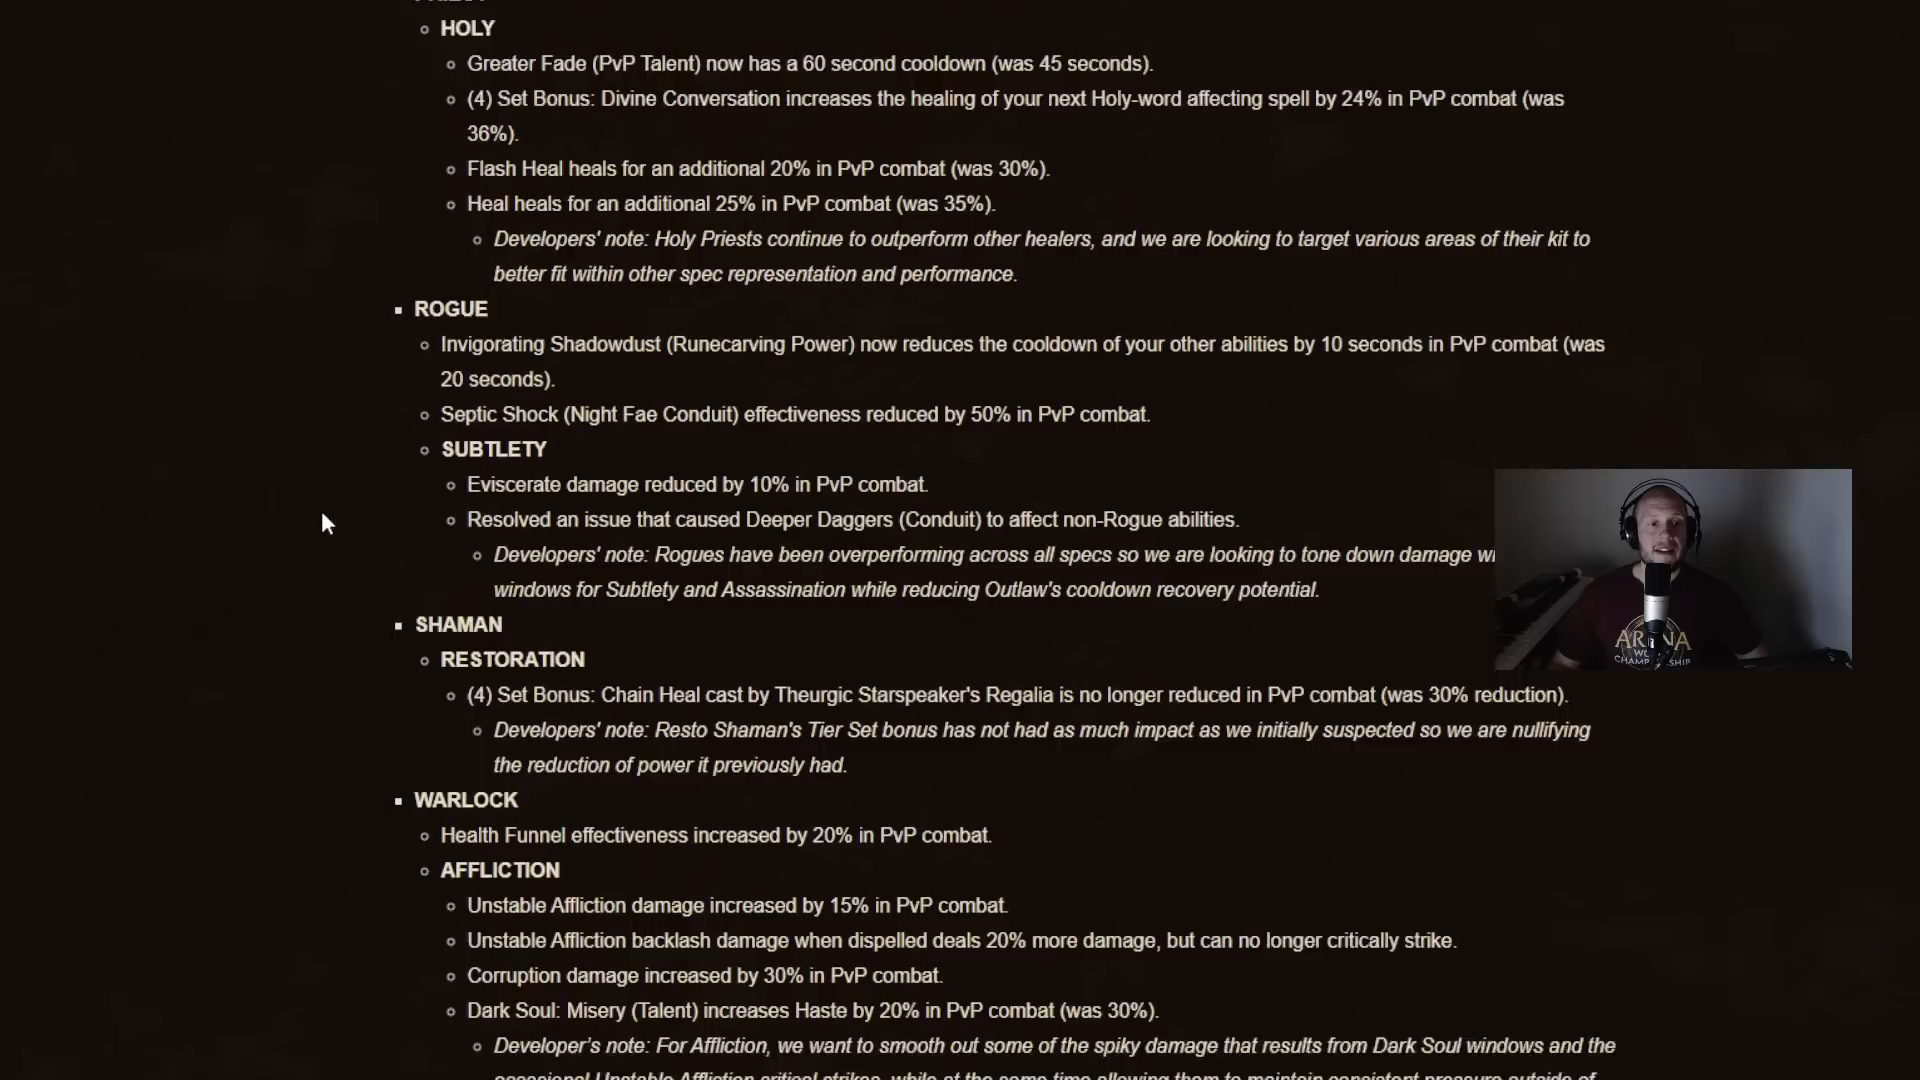 HOLY
Greater Fade (PvP Talent) now has a 60 second cooldown (was 45 seconds).
(4) Set Bonus: Divine Conversation increases the healing of your next Holy-word affecting spell by 24% in PvP combat (was
36%).
Flash Heal heals for an additional 20% in PvP combat (was 30%).
Heal heals for an additional 25% in PvP combat (was 35%).
Developers' note: Holy Priests continue to outperform other healers, and we are looking to target various areas of their kit to
better fit within other spec representation and performance.
ROGUE
Invigorating Shadowdust (Runecarving Power) now reduces the cooldown of your other abilities by 10 seconds in PvP combat (was
20 seconds).
Septic Shock (Night Fae Conduit) effectiveness reduced by 50% in PvP combat.
SUBTLETY
Eviscerate damage reduced by 10% in PvP combat.
Resolved an issue that caused Deeper Daggers (Conduit) to affect non-Rogue abilities.
Developers' note: Rogues have been overperforming across all specs so we are looking to tone down damage
windows for Subtlety and Assassination while reducing Outlaw's cooldown recovery potential.
ARENA
WO
CHAMPIONSHIP
SHAMAN
RESTORATION
(4) Set Bonus: Chain Heal cast by Theurgic Starspeaker's Regalia is no longer reduced in PvP combat (was 30% reduction).
Developers' note: Resto Shaman's Tier Set bonus has not had as much impact as we initially suspected so we are nullifying
the reduction of power it previously had.
WARLOCK
Health Funnel effectiveness increased by 20% in PvP combat.
AFFLICTION
Unstable Affliction damage increased by 15% in PvP combat.
Unstable Affliction backlash damage when dispelled deals 20% more damage, but can no longer critically strike.
Corruption damage increased by 30% in PvP combat.
Dark Soul: Misery (Talent) increases Haste by 20% in PvP combat (was 30%).
Developer's note: For Affliction, we want to smooth out some of the spiky damage that results from Dark Soul windows and the